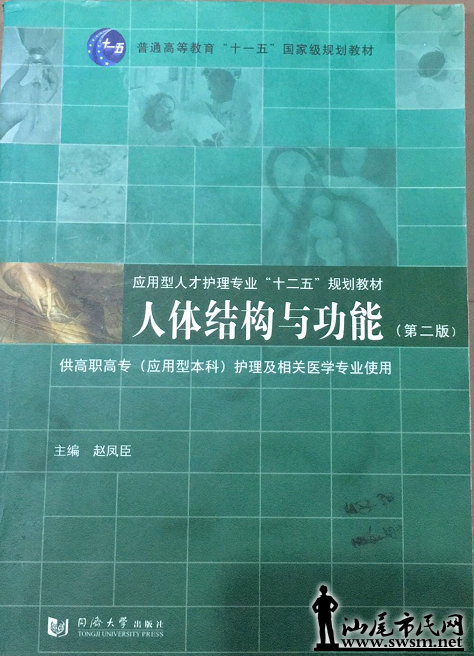 十一五
普通高等教育“十一五”国家级规划教材
应用型人才护理专业“十二五”规划教材
人体结构与功能（第二版）
供高职高专（应用型本科）护理及相关医学专业使用
主编 赵凤臣
同济大学出版社
TONGJI UNIVERSITY PRESS
汕尾市民网
www.swsm.net